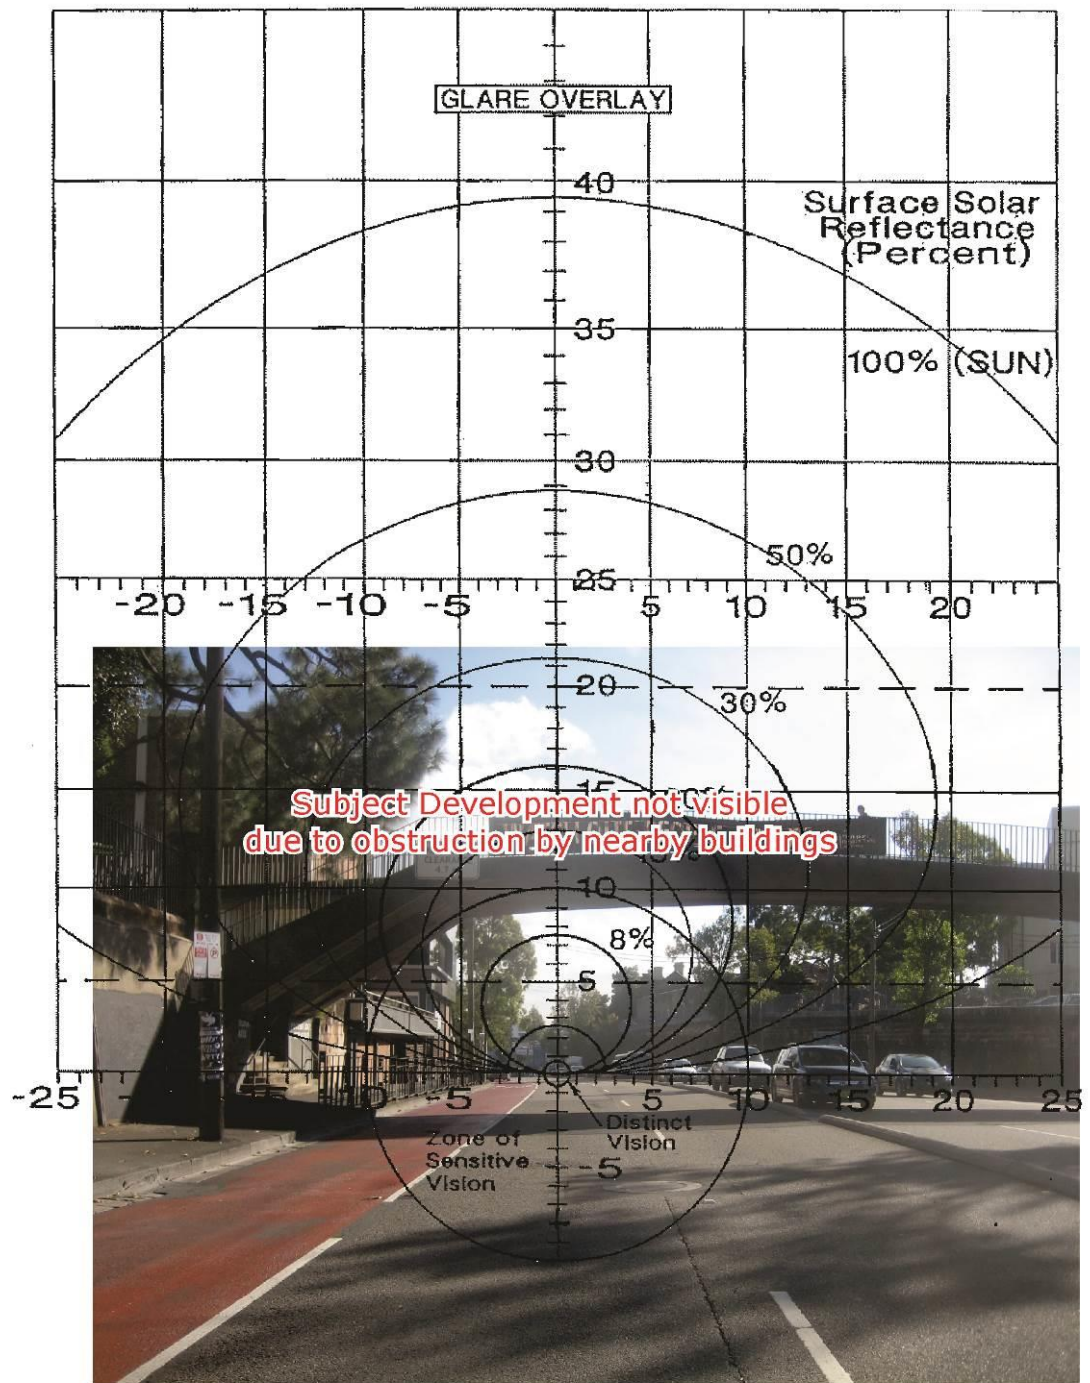 GLARE OVERLAY
40
Surface Solar
Reflectance
(Percent)
35
100% (SUN)
30
50%
25
-20 -15 -10 -5 5 10 15 20
20
30%
15
Subject Development not visible
due to obstruction by nearby buildings
10
8%
5
-25 -5 5 10 15 20 25
Distinct
Vision
Zone of
Sensitive
Vision
-5